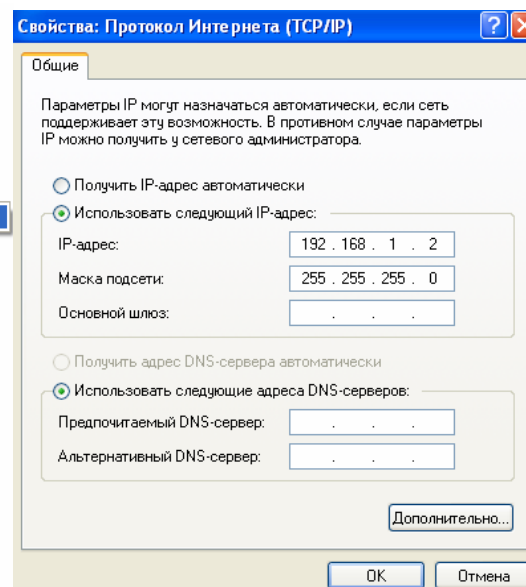 Свойства: Протокол Интернета (TCP/IP)
Общие
Параметры IP могут назначаться автоматически, если сеть
поддерживает эту возможность. В противном случае параметры
IP можно получить у сетевого администратора.
Получить IP-адрес автоматически
Использовать следующий IP-адрес:
IP-адрес: 192 . 168 . 1 . 2
Маска подсети: 255 . 255 . 255 . 0
Основной шлюз: . . .
Получить адрес DNS-сервера автоматически
Использовать следующие адреса DNS-серверов:
Предпочитаемый DNS-сервер: . . .
Альтернативный DNS-сервер: . . .
Дополнительно...
OK Отмена